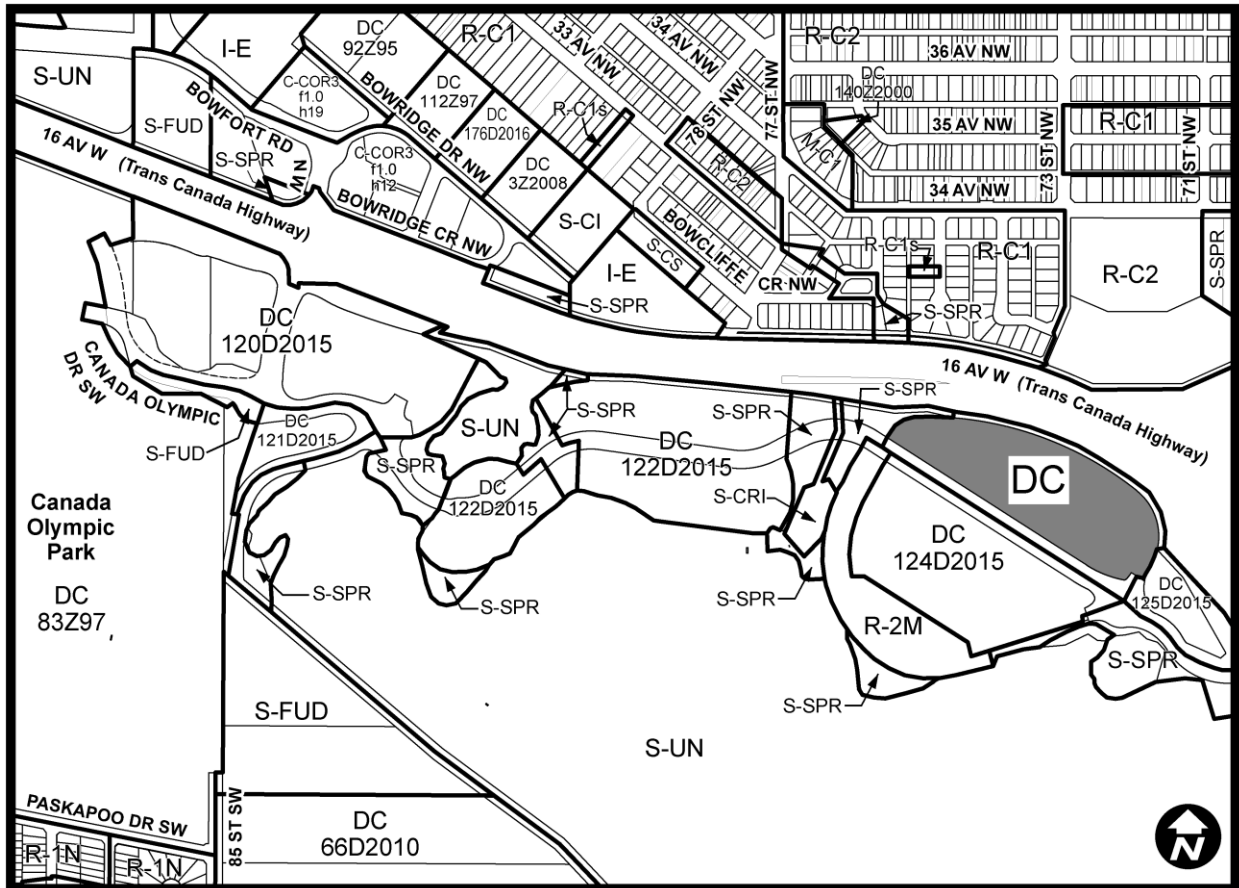 I-E
DC
92Z95
R-C1
33 AV NW
34 AV NW
R-C2
36 AV NW
DC
140Z2000
S-UN
C-COR3
f1.0
h19
BOWRIDGE DR NW
DC
112Z97
R-C1s
78 ST NW
77 ST NW
35 AV NW
R-C1
71 ST NW
73 ST NW
S-FUD
BOWFORT RD
NW
DC
176D2016
M-C1
16 AV W (Trans Canada Highway)
S-SPR
C-COR3
f1.0
h12
DC
3Z2008
R-C2
34 AV NW
BOWRIDGE CR NW
S-CI
BOWCLIFFE
CR NW
R-C1s
R-C1
R-C2
S-SPR
S-CS
I-E
S-SPR
S-SPR
DC
120D2015
CANADA OLYMPIC
DR SW
16 AV W (Trans Canada Highway)
S-SPR
S-SPR
S-SPR
S-FUD
DC
121D2015
S-UN
DC
122D2015
S-SPR
DC
122D2015
DC
S-CRI
Canada
Olympic
Park
DC
83Z97
DC
124D2015
S-SPR
S-SPR
S-SPR
DC
125D2015
R-2M
S-SPR
S-SPR
S-FUD
S-UN
PASKAPOO DR SW
85 ST SW
DC
66D2010
R-1N
R-1N
N